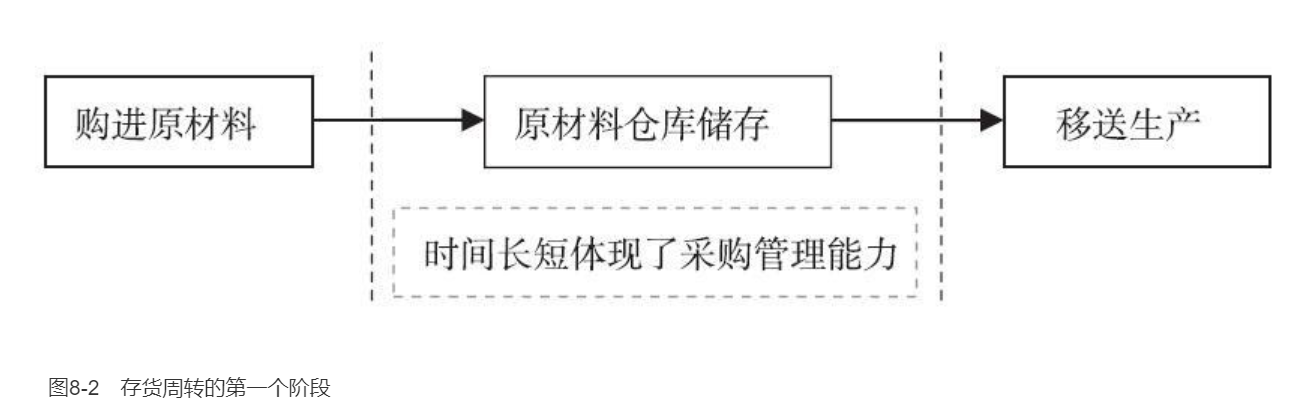 购进原材料
原材料仓库储存
移送生产
时间长短体现了采购管理能力
图8-2 存货周转的第一个阶段